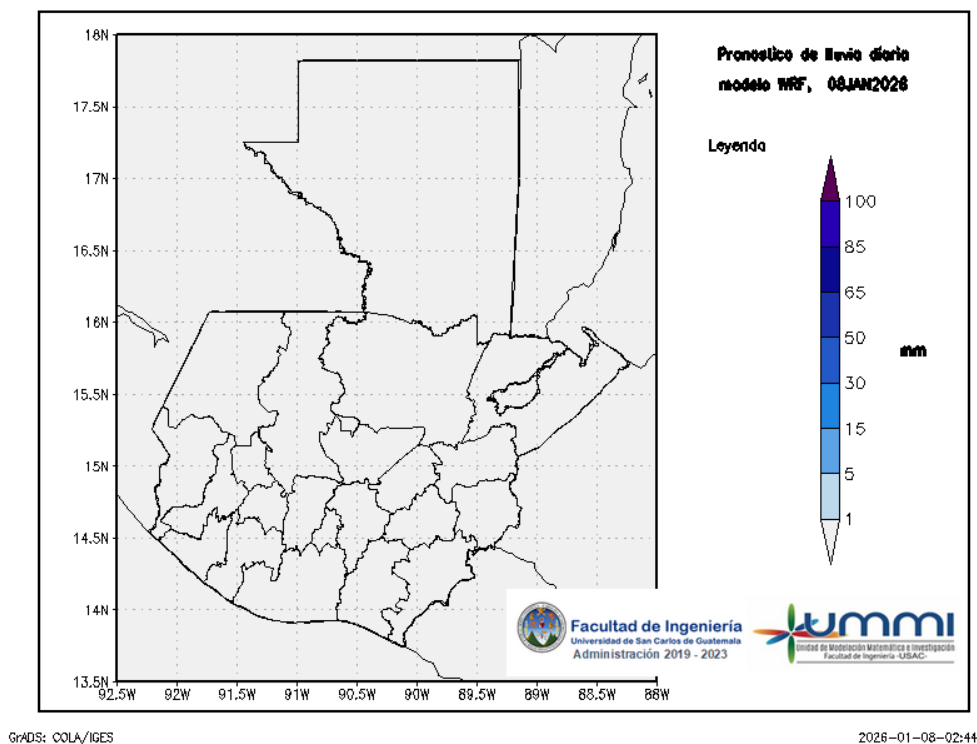 Pronostico de lluvia diaria
modelo WRF, 08JAN2026
Leyenda
100
85
65
50
30
15
5
1
mm
18N
17.5N
17N
16.5N
16N
15.5N
15N
14.5N
14N
13.5N
92.5W 92W 91.5W 91W 90.5W 90W 89.5W 89W 88.5W 88W
Facultad de Ingeniería
Universidad de San Carlos de Guatemala
Administración 2019 - 2023
ummi
Unidad de Modelación Matemática e Investigación
Facultad de Ingeniería -USAC-
GrADS: COLA/IGES
2026-01-08-02:44